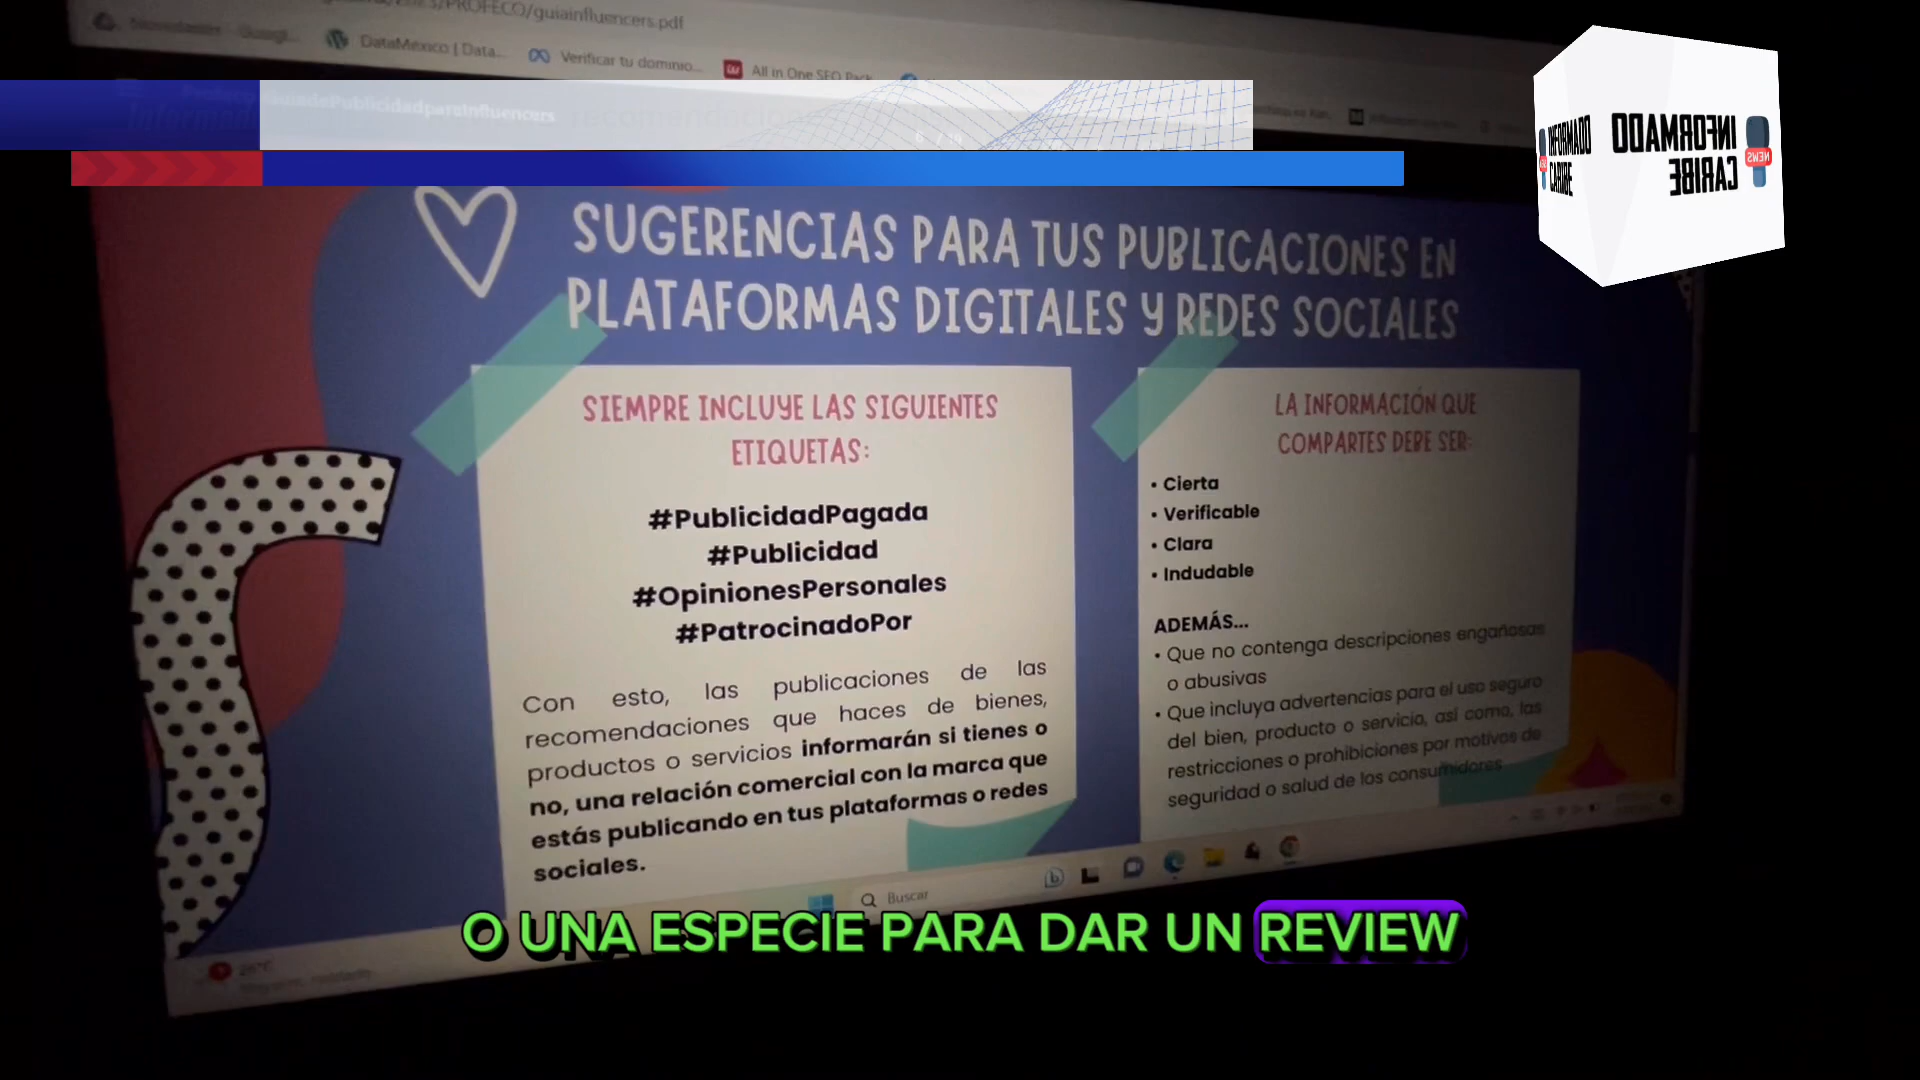 PROFECO/guiainfluencers.pdf
DataMéxico | Data...
Verificar tu dominio...
All in One SEO Pack
INFORMADO
CARIBE
NEWS
INFORMADO
CARIBE
SUGERENCIAS PARA TUS PUBLICACIONES EN
PLATAFORMAS DIGITALES Y REDES SOCIALES
SIEMPRE INCLUYE LAS SIGUIENTES
ETIQUETAS:
#PublicidadPagada
#Publicidad
#OpinionesPersonales
#PatrocinadoPor
Con esto, las publicaciones de las
recomendaciones que haces de bienes,
productos o servicios informarán si tienes o
no, una relación comercial con la marca que
estás publicando en tus plataformas o redes
sociales.
LA INFORMACIÓN QUE
COMPARTES DEBE SER:
• Cierta
• Verificable
• Clara
• Indudable
ADEMÁS...
• Que no contenga descripciones engañosas
o abusivas
• Que incluya advertencias para el uso seguro
del bien, producto o servicio, así como, las
restricciones o prohibiciones por motivos de
seguridad o salud de los consumidores
Buscar
O UNA ESPECIE PARA DAR UN REVIEW